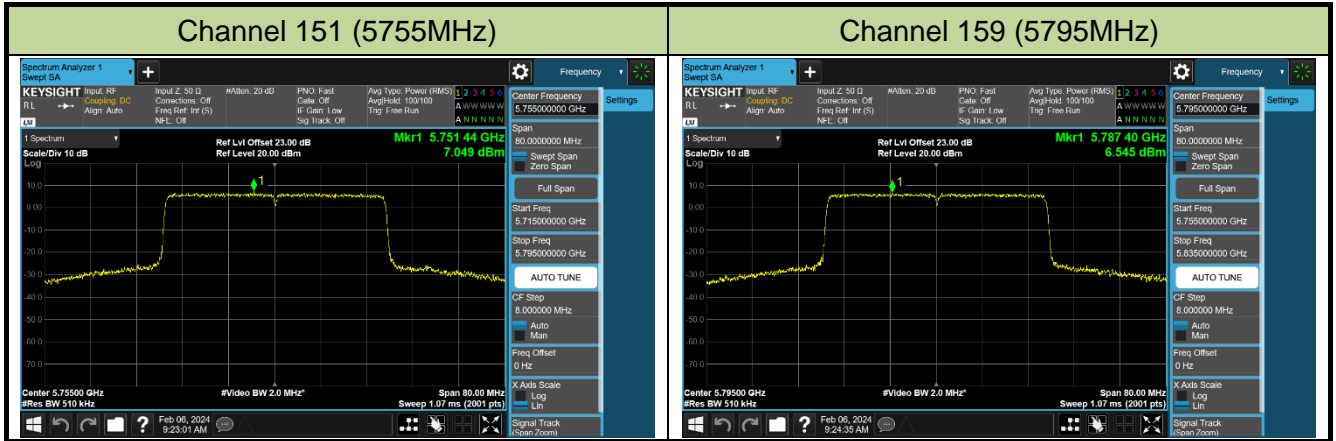 Channel 151 (5755MHz)
Channel 159 (5795MHz)
Spectrum Analyzer 1
Swept SA
Frequency
KEYSIGHT
RL
LXI
Input: RF
Coupling: DC
Align: Auto
Input Z: 50 Ω
Corrections: Off
Freq Ref: Int (S)
NFE: Off
#Atten: 20 dB
PNO: Fast
Gate: Off
IF Gain: Low
Sig Track: Off
Avg Type: Power (RMS)
Avg|Hold: 100/100
Trig: Free Run
1 2 3 4 5 6
A W W W W W
A N N N N N
1 Spectrum
Scale/Div 10 dB
Log
Ref Lvl Offset 23.00 dB
Ref Level 20.00 dBm
Mkr1 5.751 44 GHz
7.049 dBm
1
10.0
0.00
-10.0
-20.0
-30.0
-40.0
-50.0
-60.0
-70.0
Center 5.75500 GHz
#Res BW 510 kHz
#Video BW 2.0 MHz*
Span 80.00 MHz
Sweep 1.07 ms (2001 pts)
Feb 06, 2024
9:23:01 AM
Center Frequency
5.755000000 GHz
Settings
Span
80.0000000 MHz
Swept Span
Zero Span
Full Span
Start Freq
5.715000000 GHz
Stop Freq
5.795000000 GHz
AUTO TUNE
CF Step
8.000000 MHz
Auto
Man
Freq Offset
0 Hz
X Axis Scale
Log
Lin
Signal Track
(Span Zoom)
Spectrum Analyzer 1
Swept SA
Frequency
KEYSIGHT
RL
LXI
Input: RF
Coupling: DC
Align: Auto
Input Z: 50 Ω
Corrections: Off
Freq Ref: Int (S)
NFE: Off
#Atten: 20 dB
PNO: Fast
Gate: Off
IF Gain: Low
Sig Track: Off
Avg Type: Power (RMS)
Avg|Hold: 100/100
Trig: Free Run
1 2 3 4 5 6
A W W W W W
A N N N N N
1 Spectrum
Scale/Div 10 dB
Log
Ref Lvl Offset 23.00 dB
Ref Level 20.00 dBm
Mkr1 5.787 40 GHz
6.545 dBm
1
10.0
0.00
-10.0
-20.0
-30.0
-40.0
-50.0
-60.0
-70.0
Center 5.79500 GHz
#Res BW 510 kHz
#Video BW 2.0 MHz*
Span 80.00 MHz
Sweep 1.07 ms (2001 pts)
Feb 06, 2024
9:24:35 AM
Center Frequency
5.795000000 GHz
Settings
Span
80.0000000 MHz
Swept Span
Zero Span
Full Span
Start Freq
5.755000000 GHz
Stop Freq
5.835000000 GHz
AUTO TUNE
CF Step
8.000000 MHz
Auto
Man
Freq Offset
0 Hz
X Axis Scale
Log
Lin
Signal Track
(Span Zoom)